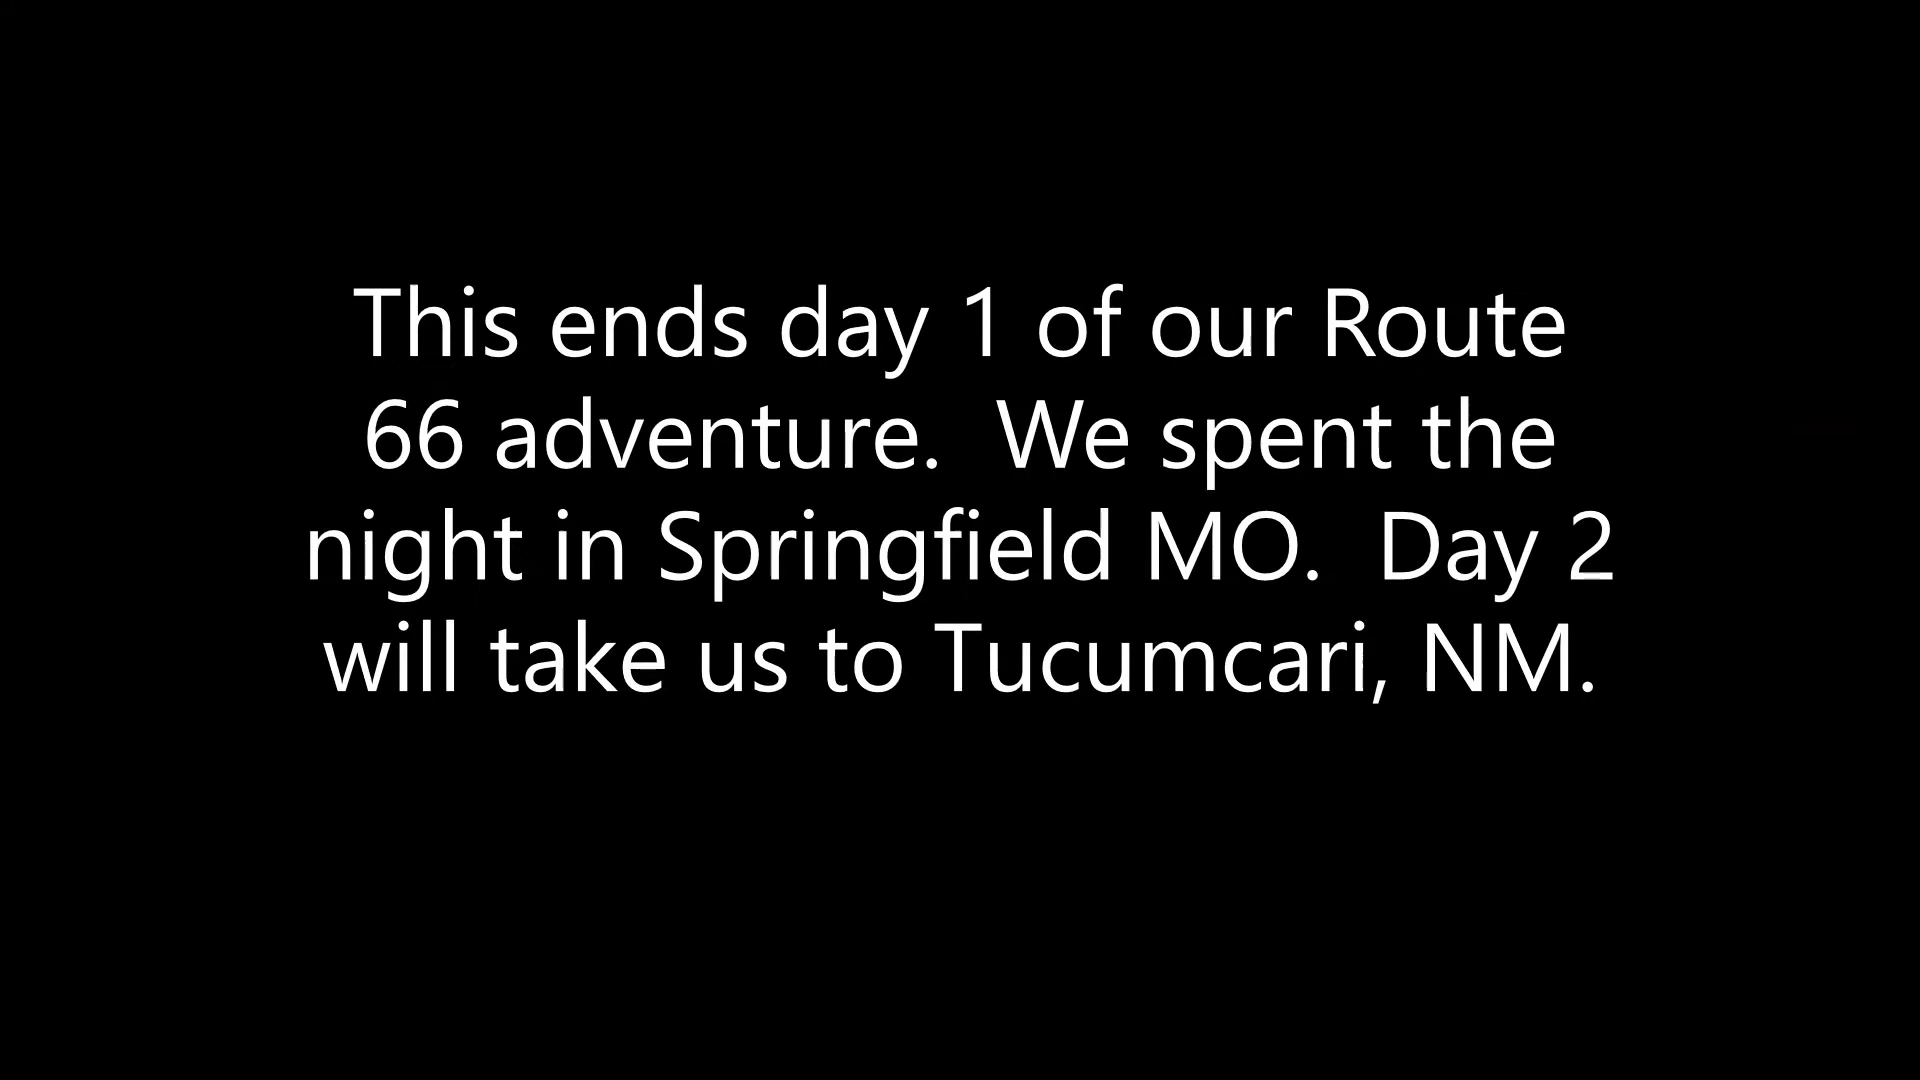 This ends day 1 of our Route
66 adventure.  We spent the
night in Springfield MO.  Day 2
will take us to Tucumcari, NM.